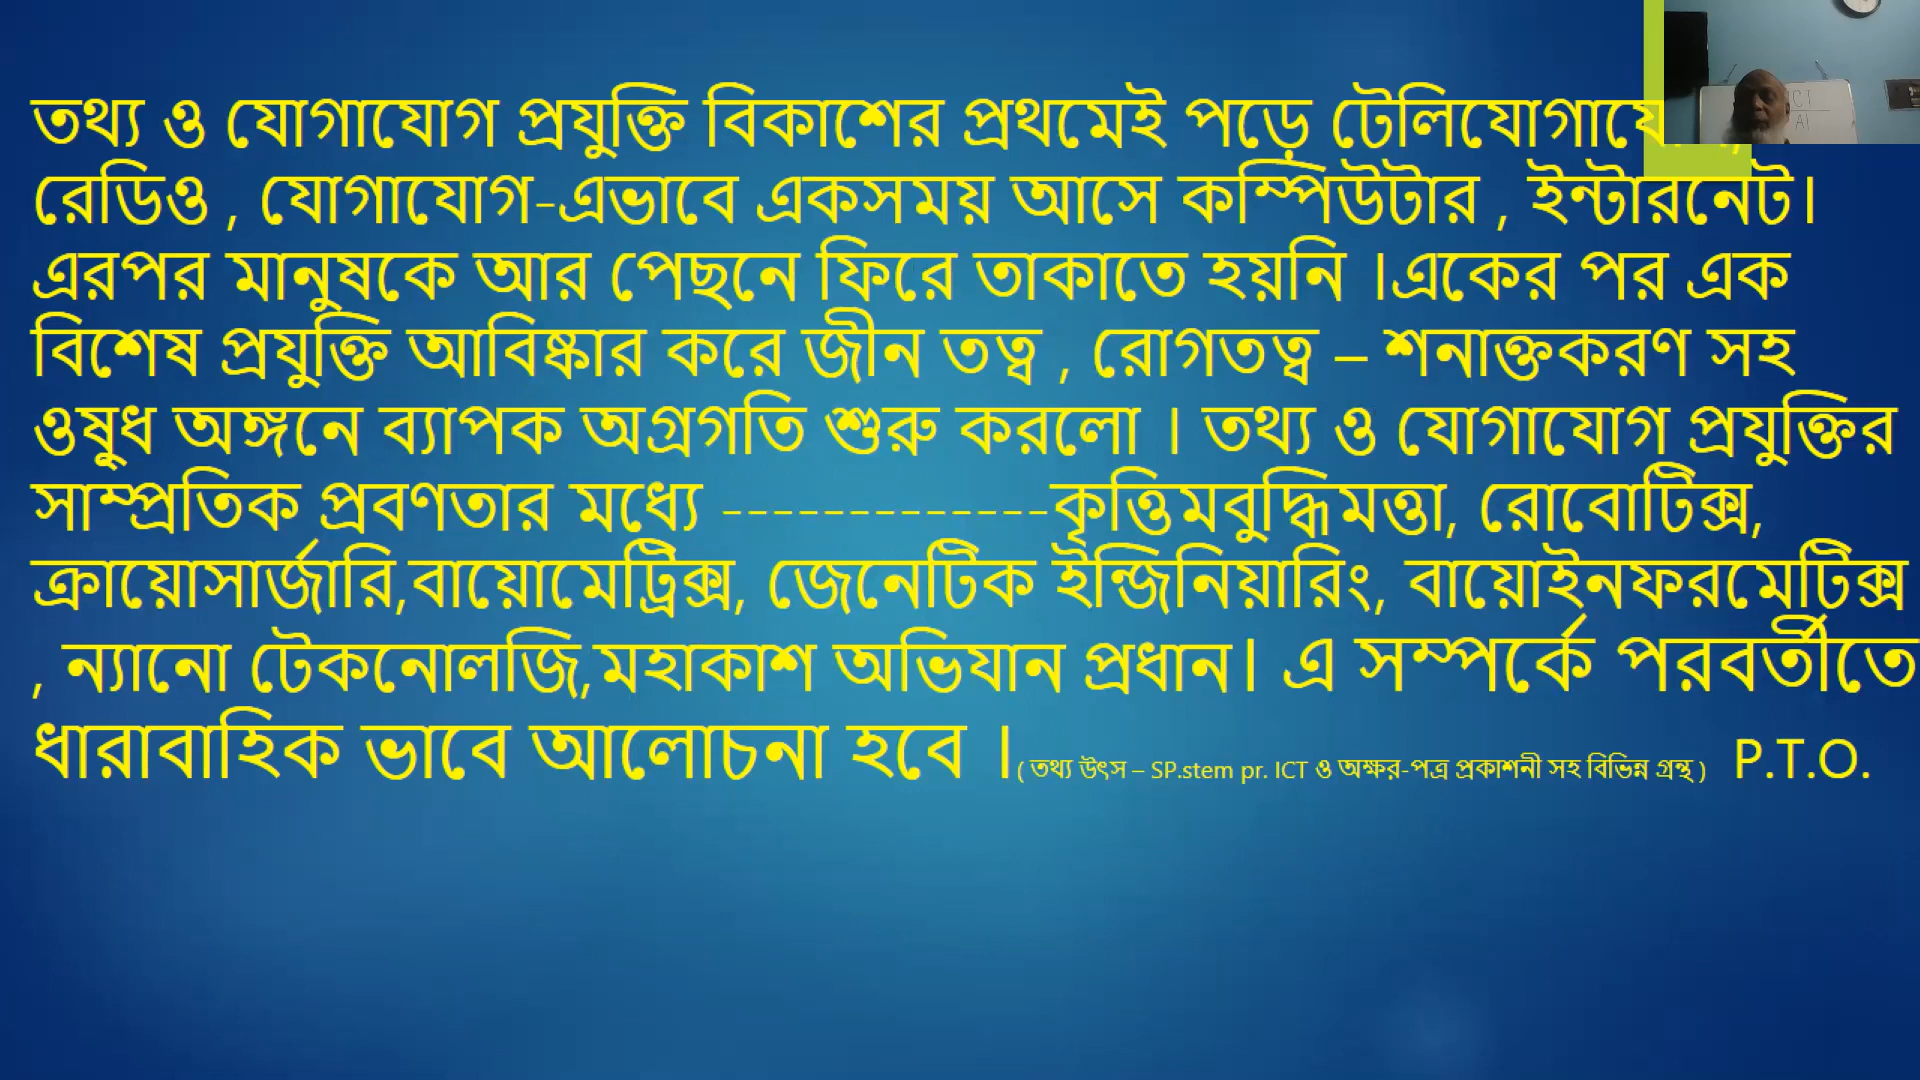 তথ্য ও যোগাযোগ প্রযুক্তি বিকাশের প্রথমেই পড়ে
রেডিও , যোগাযোগ-এভাবে একসময় আসে কম্পিউটার , ইন্টারনেট।
এরপর মানুষকে আর পেছনে ফিরে তাকাতে হয়নি ।একের পর এক
বিশেষ প্রযুক্তি আবিষ্কার করে জীন তত্ব , রোগতত্ব – শনাক্তকরণ সহ
ওষুধ অঙ্গনে ব্যাপক অগ্রগতি শুরু করলো । তথ্য ও যোগাযোগ প্রযুক্তির
সাম্প্রতিক প্রবণতার মধ্যে -------------কৃত্তিমবুদ্ধিমত্তা, রোবোটিক্স,
ক্রায়োসার্জারি,বায়োমেট্রিক্স, জেনেটিক ইন্জিনিয়ারিং, বায়োইনফরমেটিক্স
, ন্যানো টেকনোলজি,মহাকাশ অভিযান প্রধান। এ সম্পর্কে পরবর্তীতে
ধারাবাহিক ভাবে আলোচনা হবে ।( তথ্য উৎস – SP.stem pr. ICT ও অক্ষর-পত্র প্রকাশনী সহ বিভিন্ন গ্রন্থ ) P.T.O.